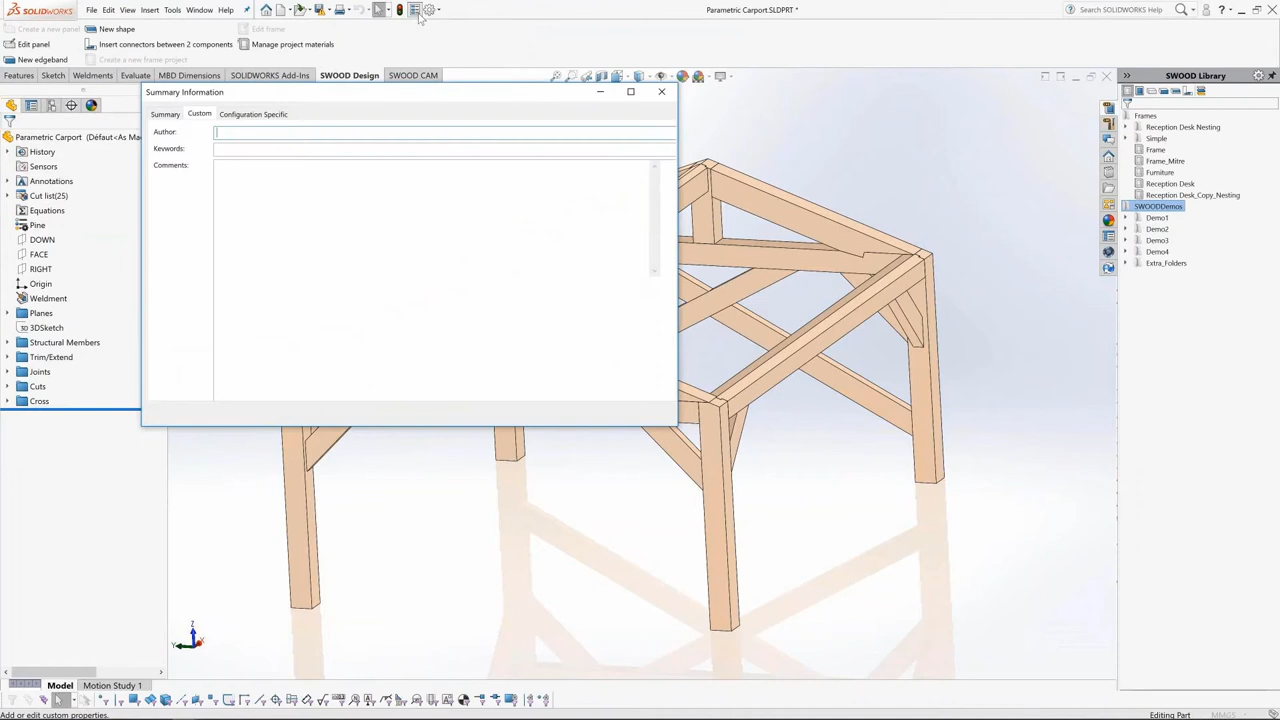 SOLIDWORKS File Edit View Insert Tools Window Help Parametric Carport.SLDPRT * Search SOLIDWORKS Help
Create a new panel New shape Edit frame
Edit panel Insert connectors between 2 components Manage project materials
New edgeband Create a new frame project
Features Sketch Weldments Evaluate MBD Dimensions SOLIDWORKS Add-Ins SWOOD Design SWOOD CAM SWOOD Library
Summary Information
Summary Custom Configuration Specific
Author:
Keywords:
Comments:
Parametric Carport (Défaut<As Ma
History
Sensors
Annotations
Cut list(25)
Equations
Pine
DOWN
FACE
RIGHT
Origin
Weldment
Planes
3DSketch
Structural Members
Trim/Extend
Joints
Cuts
Cross
Frames
Reception Desk Nesting
Simple
Frame
Frame_Mitre
Furniture
Reception Desk
Reception Desk_Copy_Nesting
SWOODDemos
Demo1
Demo2
Demo3
Demo4
Extra_Folders
Z
Y
X
Model Motion Study 1
Add or edit custom properties. Editing Part MMGS